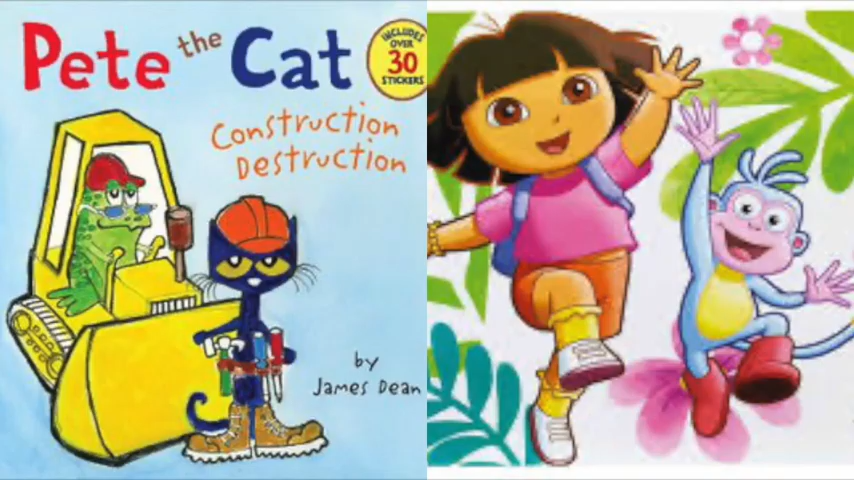 Pete the Cat
INCLUDES
OVER
30
STICKERS
Construction
Destruction
by
James Dean